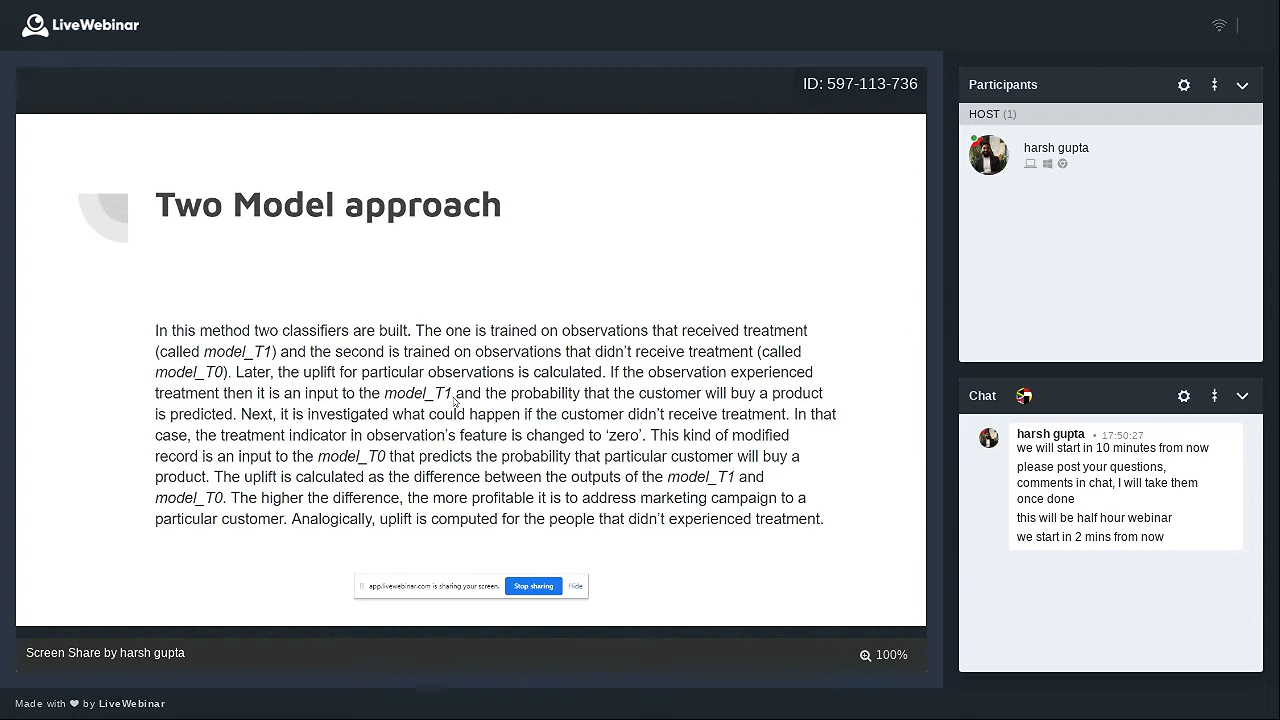 LiveWebinar
ID: 597-113-736
Two Model approach
In this method two classifiers are built. The one is trained on observations that received treatment
(called model_T1) and the second is trained on observations that didn't receive treatment (called
model_T0). Later, the uplift for particular observations is calculated. If the observation experienced
treatment then it is an input to the model_T1 and the probability that the customer will buy a product
is predicted. Next, it is investigated what could happen if the customer didn't receive treatment. In that
case, the treatment indicator in observation's feature is changed to 'zero'. This kind of modified
record is an input to the model_T0 that predicts the probability that particular customer will buy a
product. The uplift is calculated as the difference between the outputs of the model_T1 and
model_T0. The higher the difference, the more profitable it is to address marketing campaign to a
particular customer. Analogically, uplift is computed for the people that didn't experienced treatment.
app.livewebinar.com is sharing your screen.
Stop sharing
Hide
Screen Share by harsh gupta
100%
Made with ❤ by LiveWebinar
Participants
HOST (1)
harsh gupta
Chat
harsh gupta • 17:50:27
we will start in 10 minutes from now
please post your questions,
comments in chat, I will take them
once done
this will be half hour webinar
we start in 2 mins from now